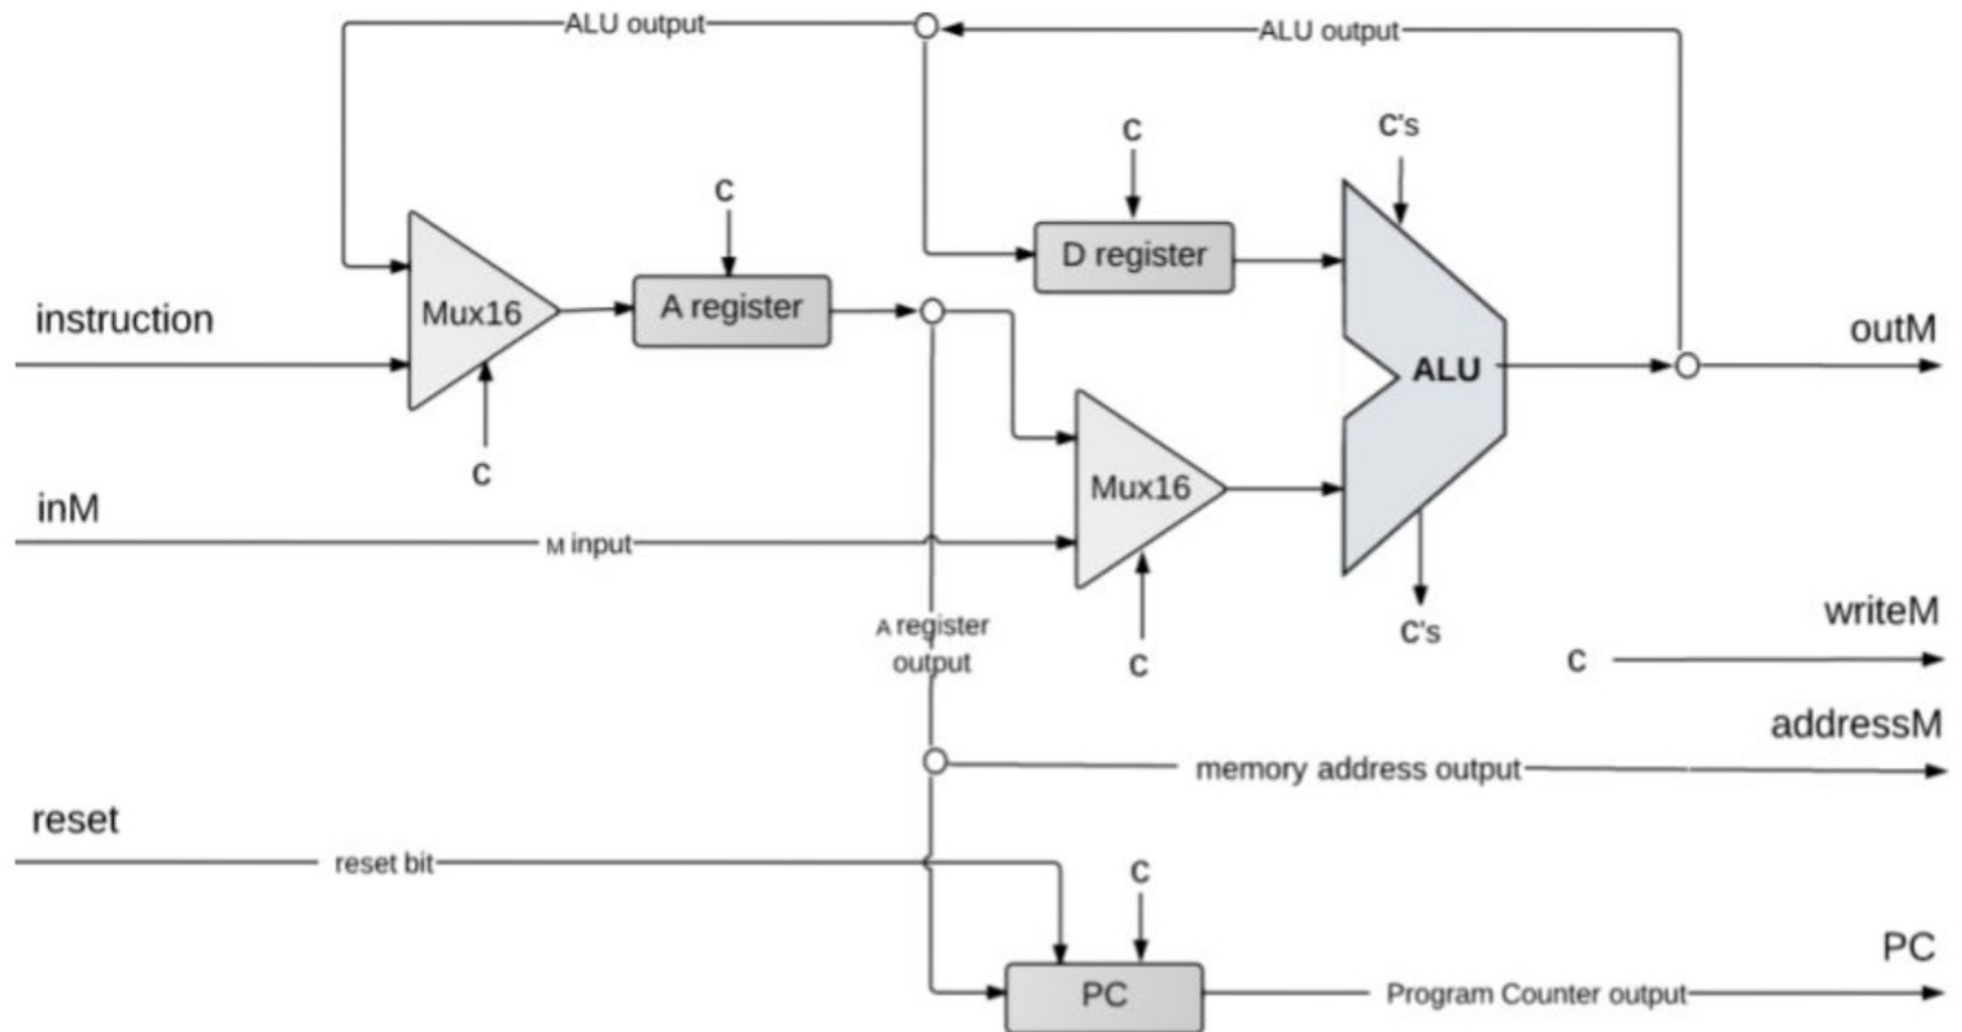 ALU output
ALU output
C
C's
C
Mux16
A register
D register
instruction
ALU
outM
C
Mux16
inM
M input
A register
output
C
C's
writeM
C
addressM
memory address output
reset
reset bit
C
PC
PC
Program Counter output